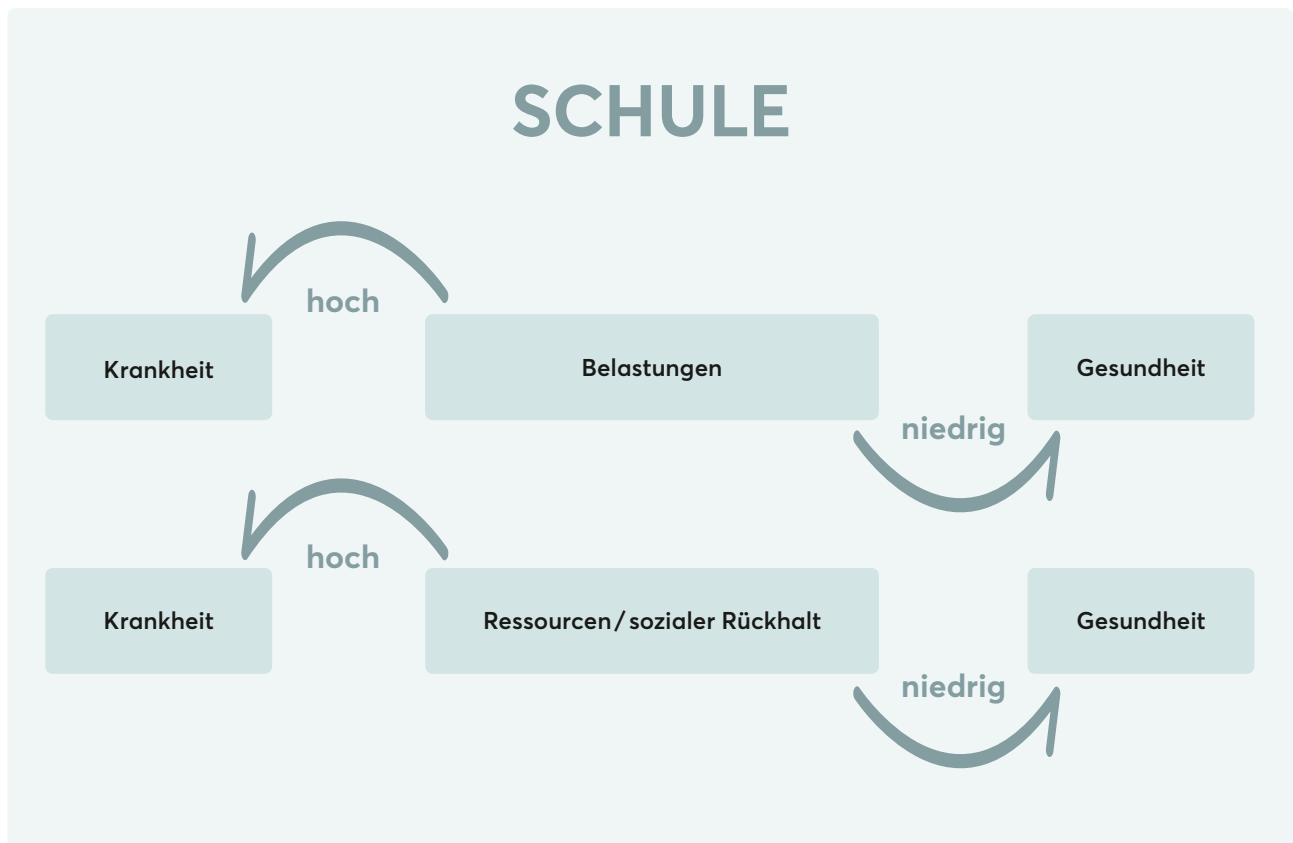 SCHULE
hoch
Krankheit
Belastungen
Gesundheit
niedrig
hoch
Krankheit
Ressourcen / sozialer Rückhalt
Gesundheit
niedrig